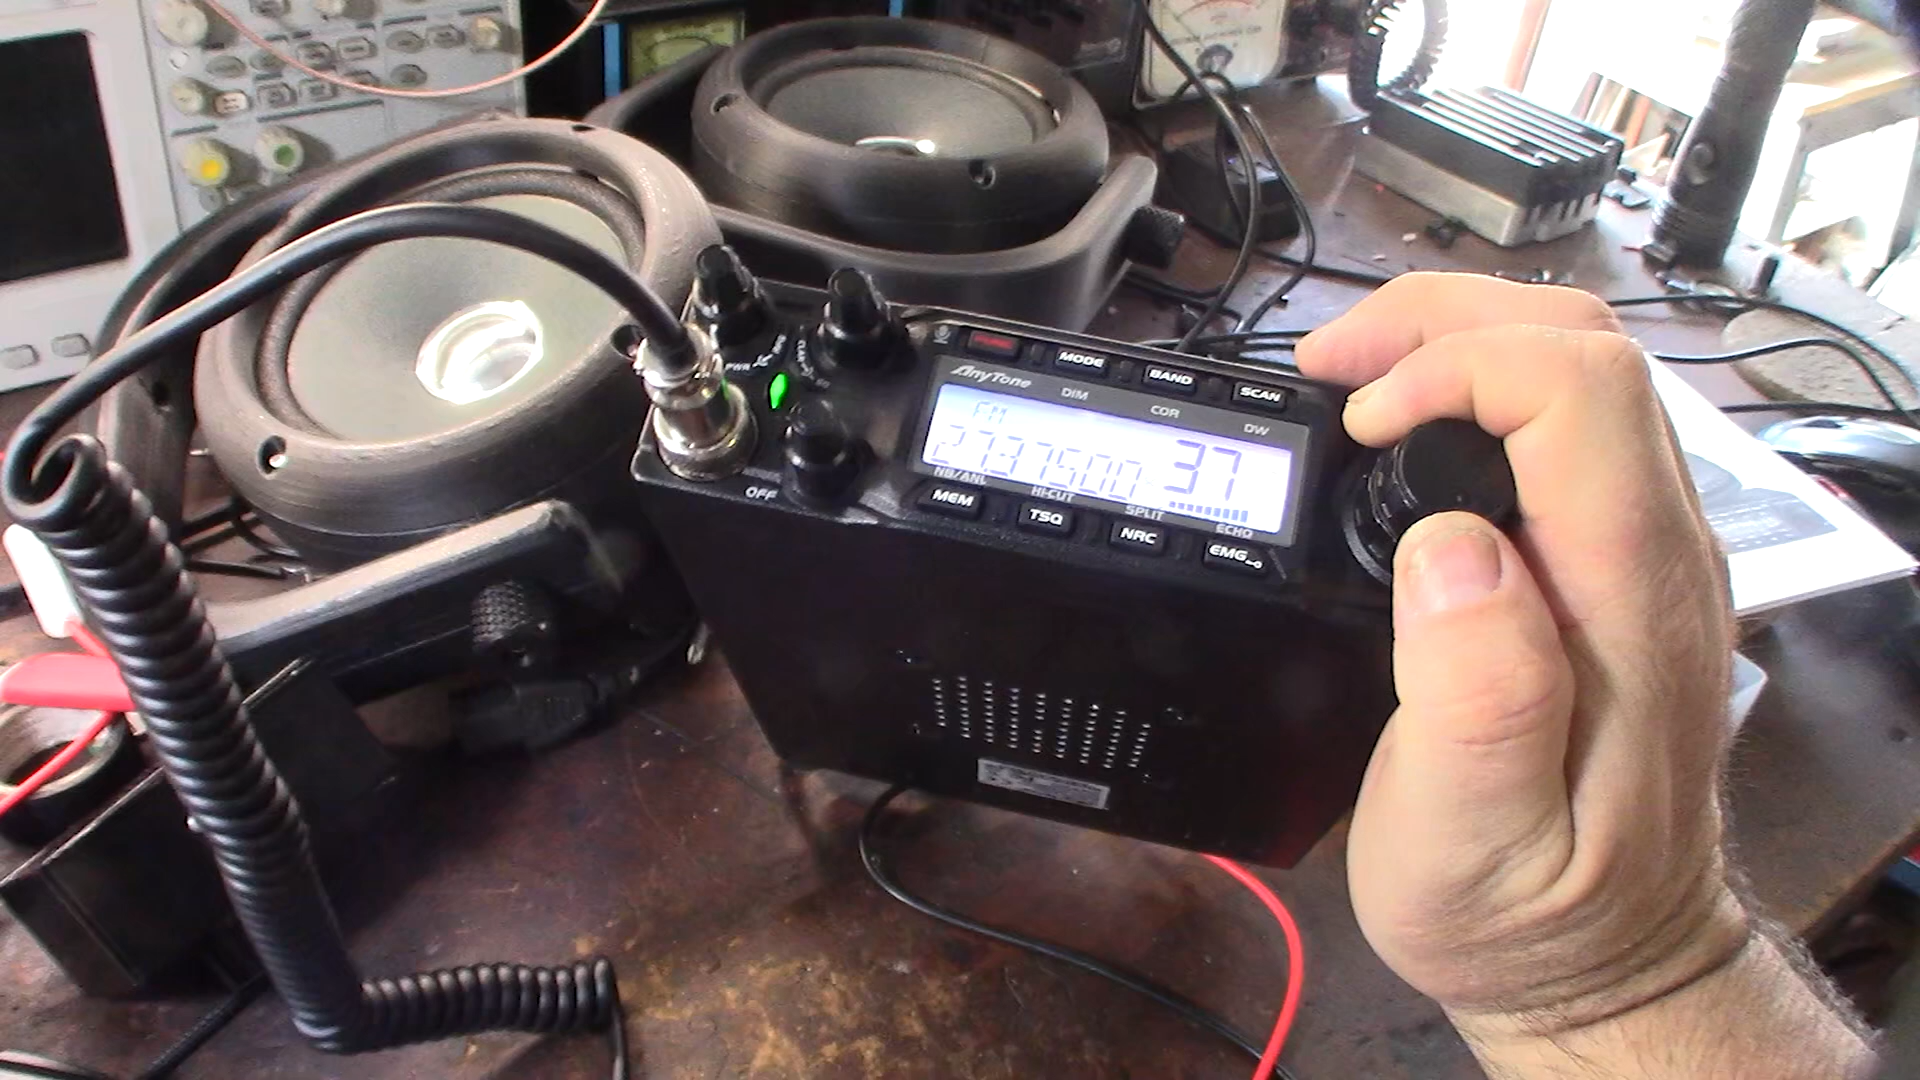 PWR
FUNC
MODE
BAND
SCAN
AnyTone
DIM
COR
DW
FM
27.37500
37
NB/ANL
HI-CUT
SPLIT
ECHO
OFF
MEM
TSQ
NRC
EMG